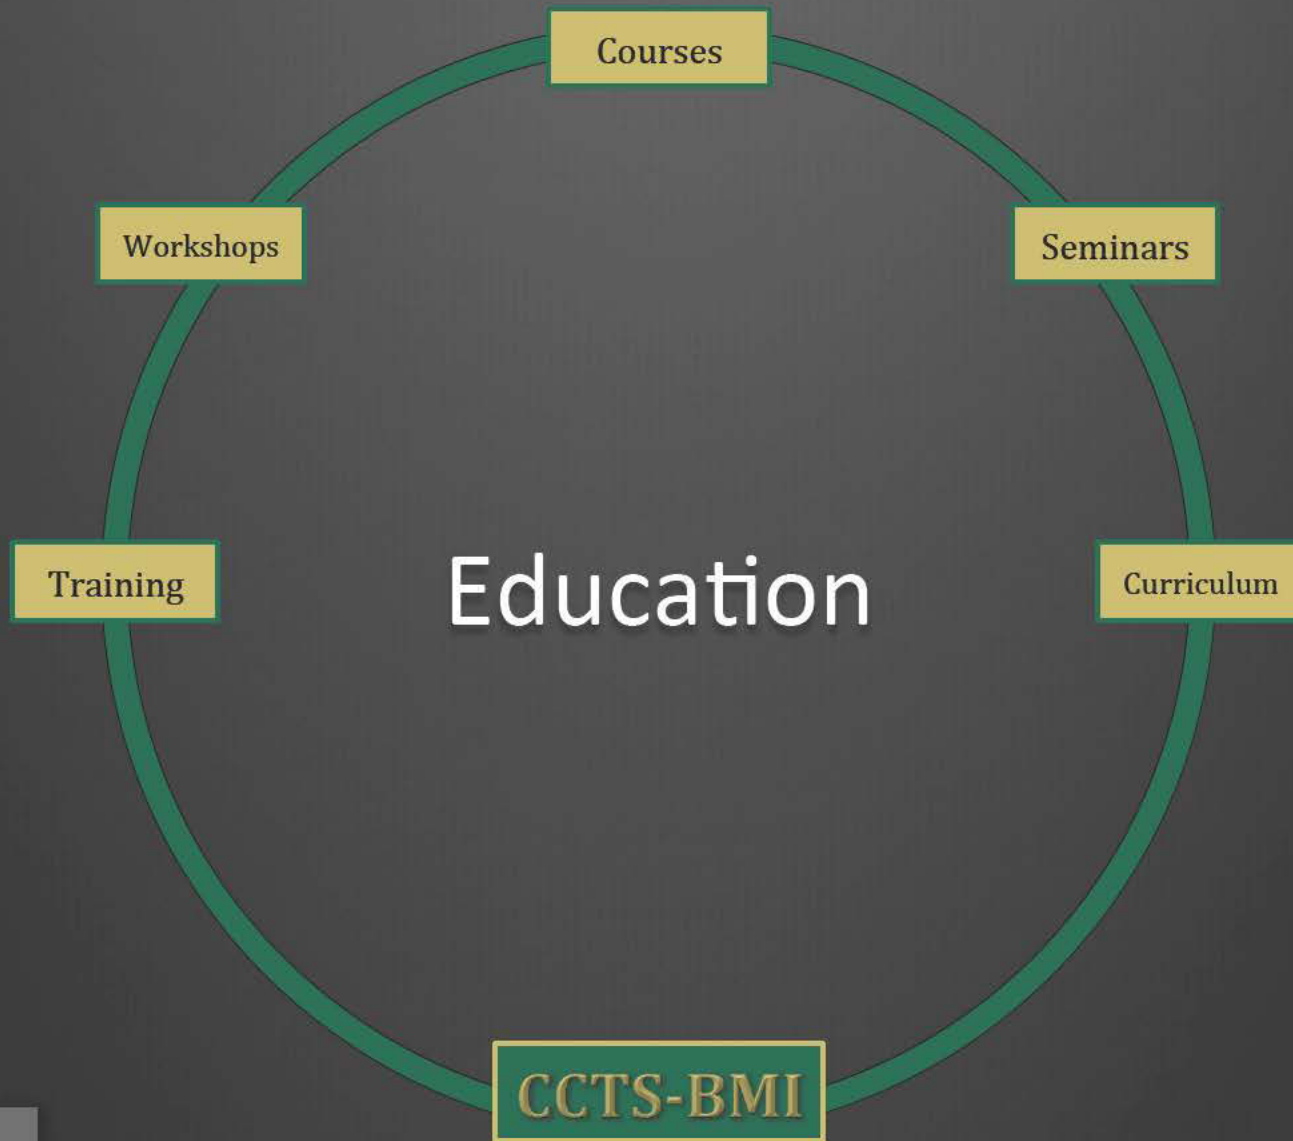 Courses
Workshops
Seminars
Training
Education
Curriculum
CCTS-BMI